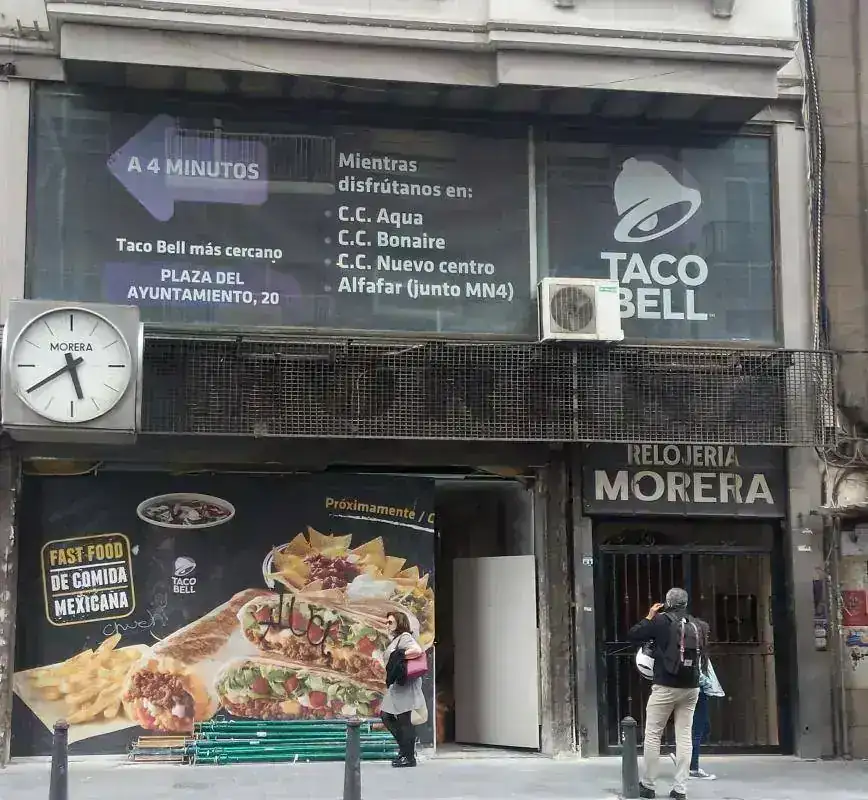 A 4 MINUTOS
Taco Bell más cercano
PLAZA DEL
AYUNTAMIENTO, 20
Mientras
disfrútanos en:
· C.C. Aqua
· C.C. Bonaire
· C.C. Nuevo centro
· Alfafar (junto MN4)
TACO
BELL
MORERA
RELOJERIA
MORERA
Próximamente /
FAST FOOD
DE COMIDA
MEXICANA
TACO
BELL